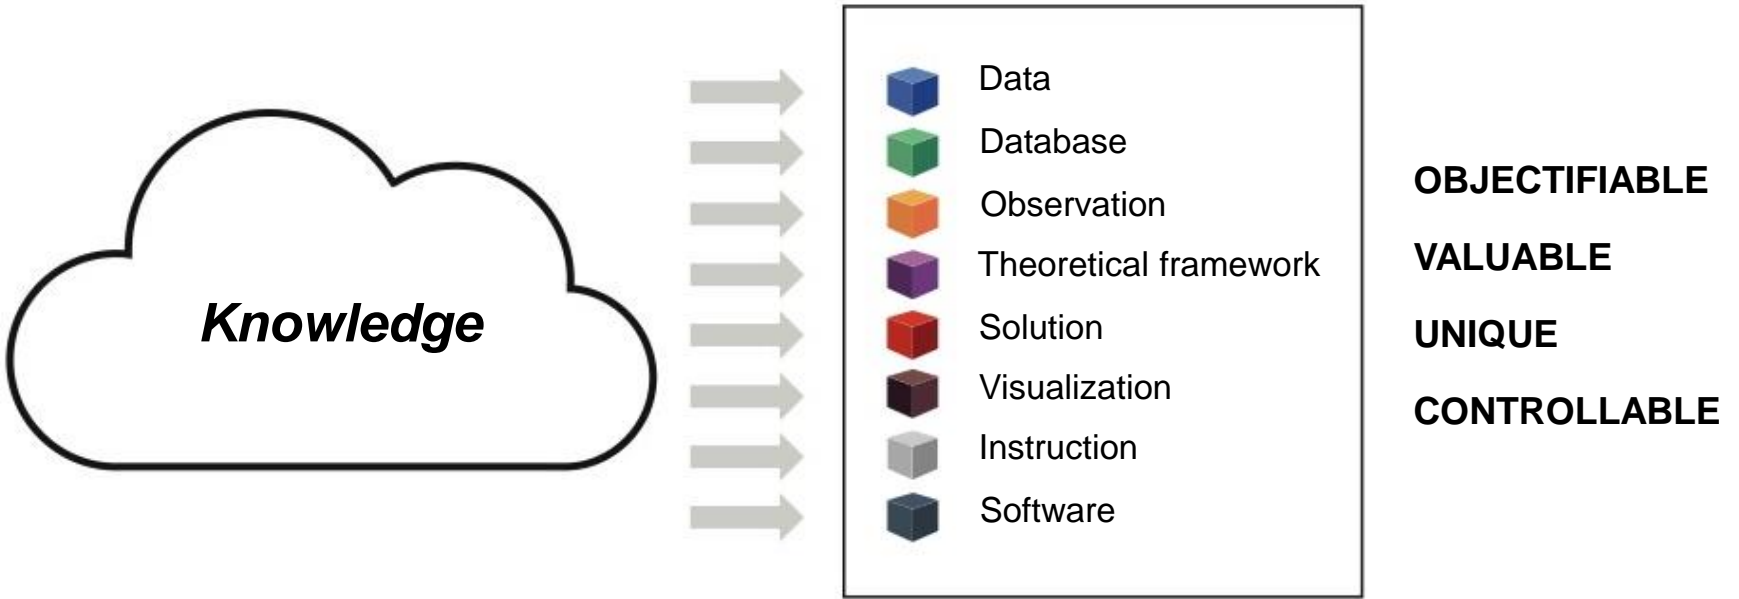 Knowledge
Data
Database
Observation
Theoretical framework
Solution
Visualization
Instruction
Software
OBJECTIFIABLE
VALUABLE
UNIQUE
CONTROLLABLE